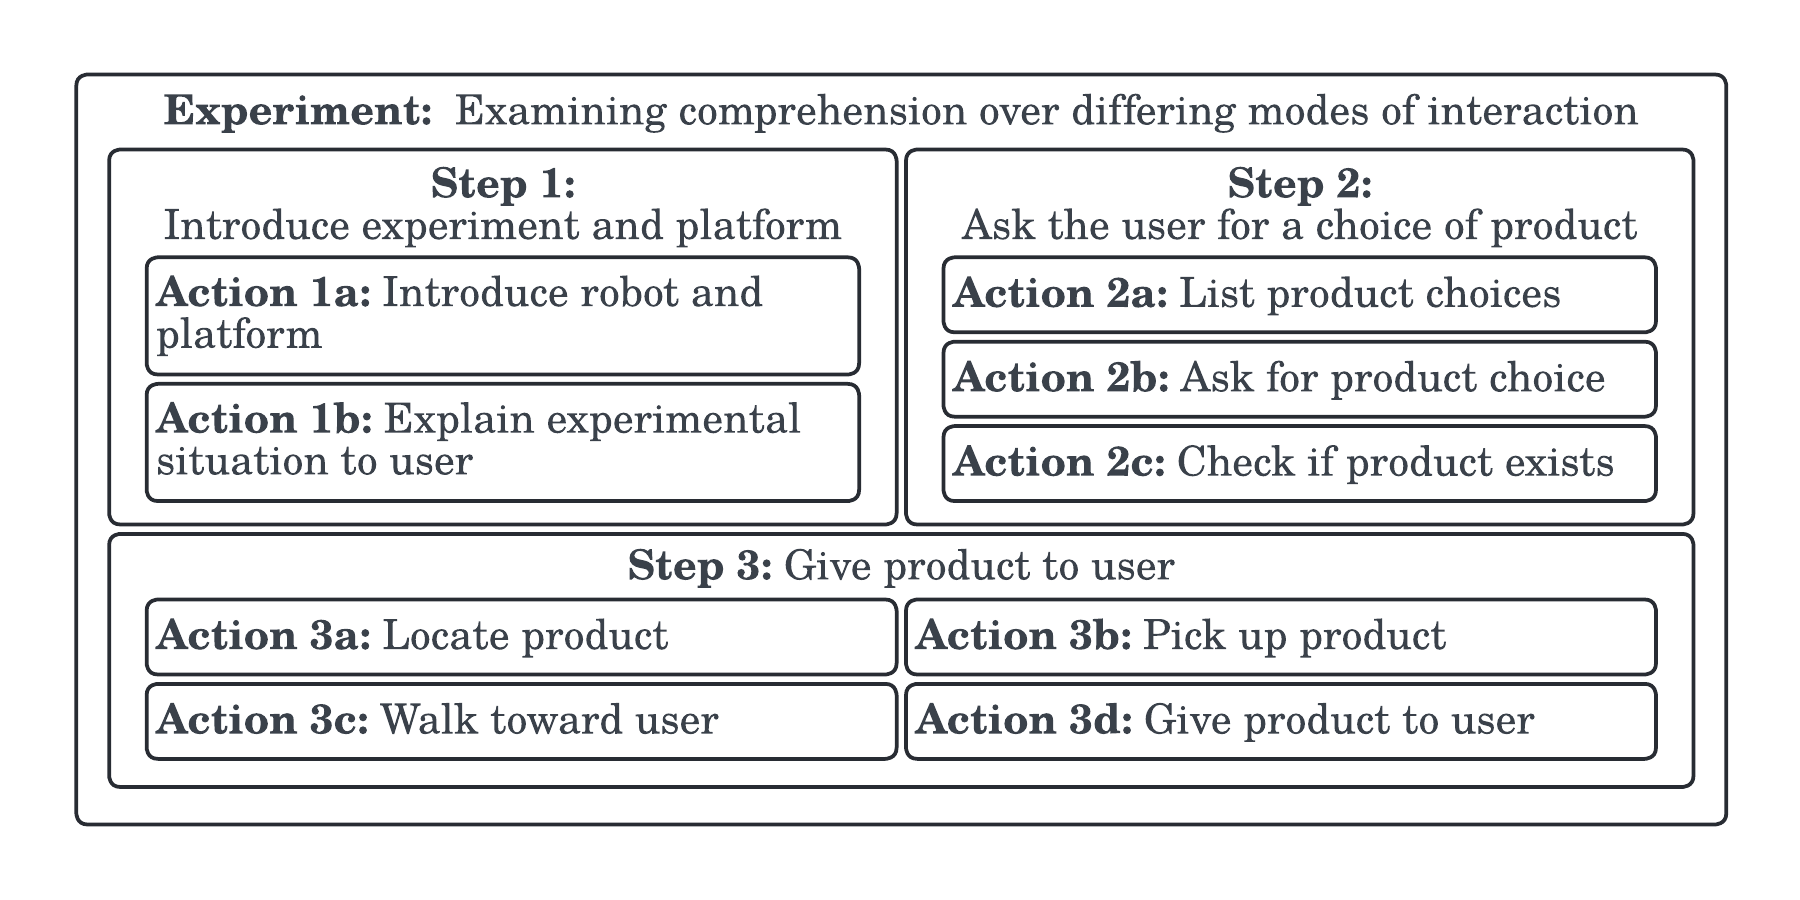 Experiment: Examining comprehension over differing modes of interaction
Step 1:
Introduce experiment and platform
Action 1a: Introduce robot and
platform
Action 1b: Explain experimental
situation to user
Step 2:
Ask the user for a choice of product
Action 2a: List product choices
Action 2b: Ask for product choice
Action 2c: Check if product exists
Step 3: Give product to user
Action 3a: Locate product
Action 3b: Pick up product
Action 3c: Walk toward user
Action 3d: Give product to user